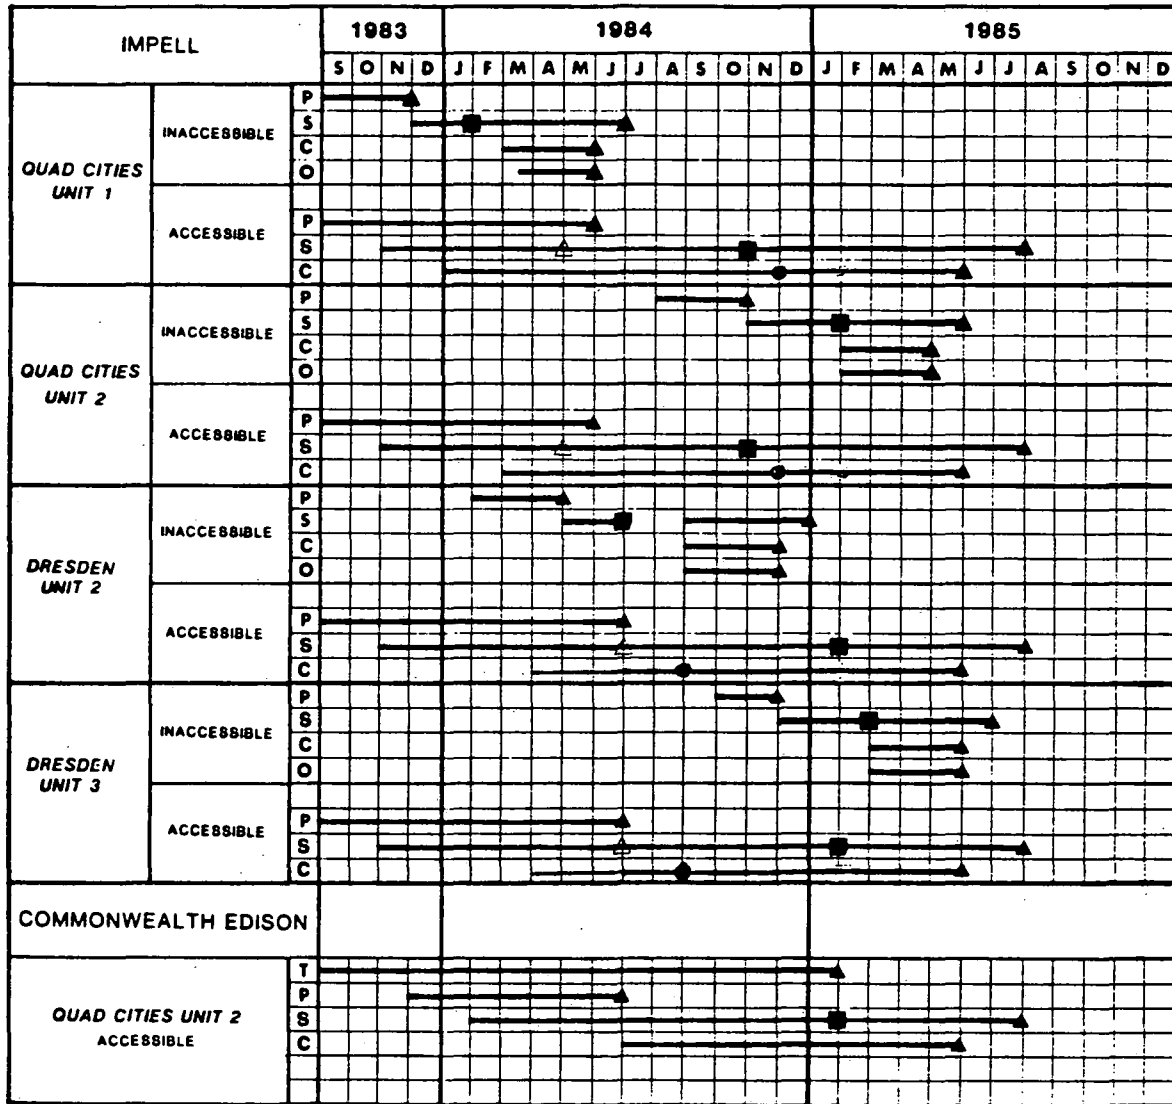 IMPELL
1983 1984 1985
S O N D J F M A M J J A S O N D J F M A M J J A S O N D
QUAD CITIES
UNIT 1
INACCESSIBLE
P
S
C
O
ACCESSIBLE
P
S
C
QUAD CITIES
UNIT 2
INACCESSIBLE
P
S
C
O
ACCESSIBLE
P
S
C
DRESDEN
UNIT 2
INACCESSIBLE
P
S
C
O
ACCESSIBLE
P
S
C
DRESDEN
UNIT 3
INACCESSIBLE
P
S
C
O
ACCESSIBLE
P
S
C
COMMONWEALTH EDISON
QUAD CITIES UNIT 2
ACCESSIBLE
T
P
S
C